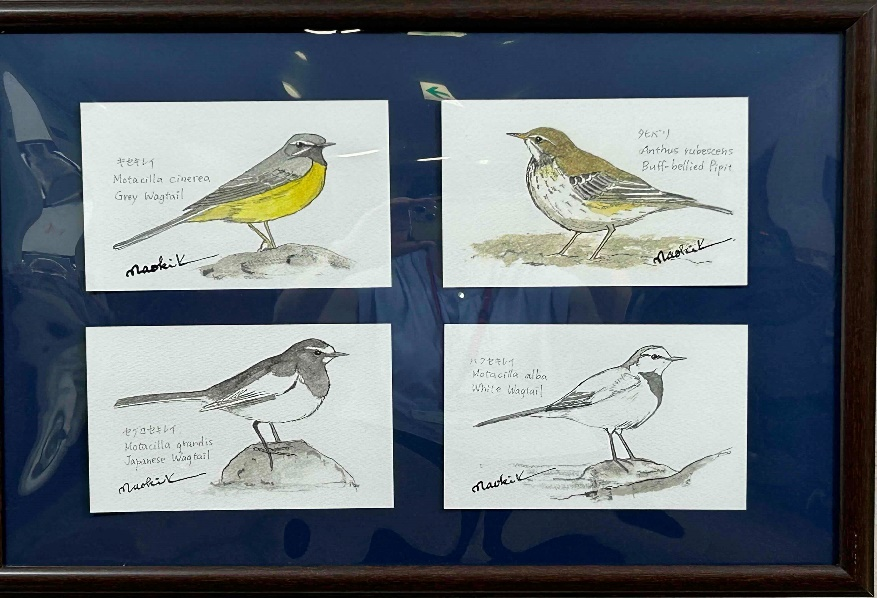 キセキレイ
Motacilla cinerea
Grey Wagtail
Naoki K
タヒバリ
Anthus rubescens
Buff-bellied Pipit
Naoki K
セグロセキレイ
Motacilla grandis
Japanese Wagtail
Naoki K
ハクセキレイ
Motacilla alba
White Wagtail
Naoki K